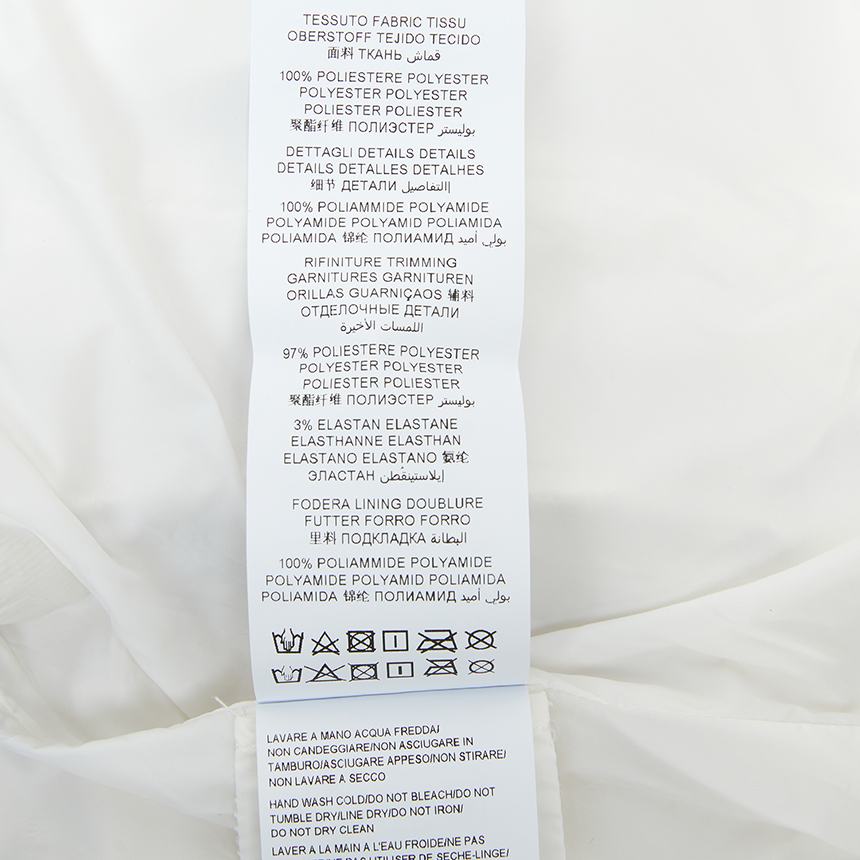 TESSUTO FABRIC TISSU
OBERSTOFF TEJIDO TECIDO
面料 ТКАНЬ قماش
100% POLIESTERE POLYESTER
POLYESTER POLYESTER
POLIESTER POLIESTER
聚酯纤维 ПОЛИЭСТЕР بوليستر
DETTAGLI DETAILS DETAILS
DETAILS DETALLES DETALHES
细节 ДЕТАЛИ التفاصيل
100% POLIAMMIDE POLYAMIDE
POLYAMIDE POLYAMID POLIAMIDA
POLIAMIDA 锦纶 ПОЛИАМИД بولي أميد
RIFINITURE TRIMMING
GARNITURES GARNITUREN
ORILLAS GUARNIÇAOS 辅料
ОТДЕЛОЧНЫЕ ДЕТАЛИ
اللمسات الأخيرة
97% POLIESTERE POLYESTER
POLYESTER POLYESTER
POLIESTER POLIESTER
聚酯纤维 ПОЛИЭСТЕР بوليستر
3% ELASTAN ELASTANE
ELASTHANNE ELASTHAN
ELASTANO ELASTANO 氨纶
ЭЛАСТАН إيلاستينقطن
FODERA LINING DOUBLURE
FUTTER FORRO FORRO
里料 ПОДКЛАДКА البطانة
100% POLIAMMIDE POLYAMIDE
POLYAMIDE POLYAMID POLIAMIDA
POLIAMIDA 锦纶 ПОЛИАМИД بولي أميد
LAVARE A MANO ACQUA FREDDA/
NON CANDEGGIARE/NON ASCIUGARE IN
TAMBURO/ASCIUGARE APPESO/NON STIRARE/
NON LAVARE A SECCO
HAND WASH COLD/DO NOT BLEACH/DO NOT
TUMBLE DRY/LINE DRY/DO NOT IRON/
DO NOT DRY CLEAN
LAVER A LA MAIN A L'EAU FROIDE/NE PAS
PAS UTILISER DE SECHE-LINGE/